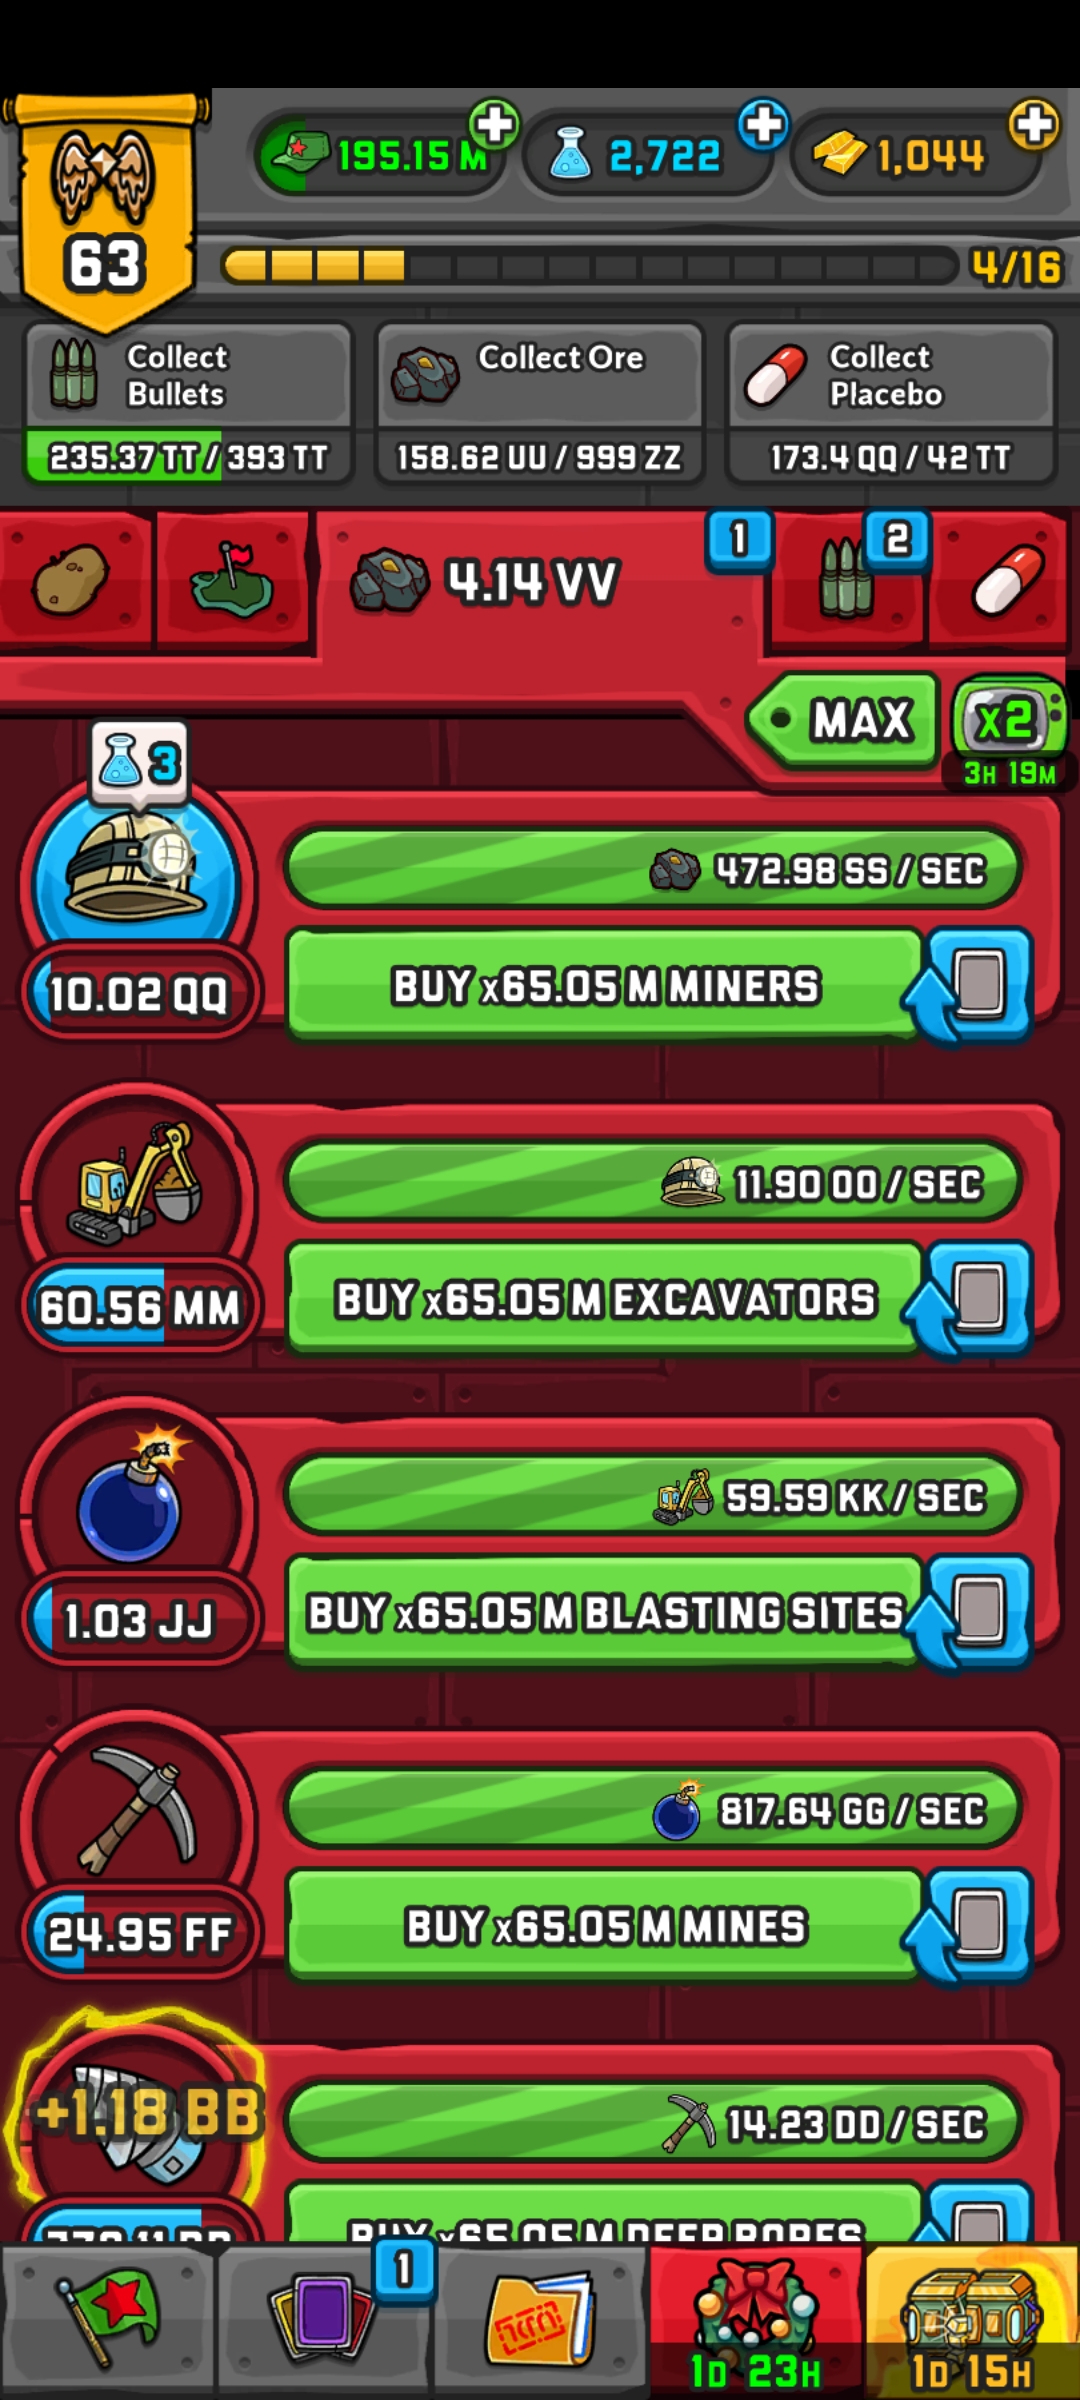 195.15 M
2,722
1,044
63
4/16
Collect
Bullets
235.37 TT / 393 TT
Collect Ore
158.62 UU / 999 ZZ
Collect
Placebo
173.4 QQ / 42 TT
4.14 VV
1
2
MAX
x2
3H 19M
3
472.98 SS / SEC
10.02 QQ
BUY x65.05 M MINERS
11.90 OO / SEC
60.56 MM
BUY x65.05 M EXCAVATORS
59.59 KK / SEC
1.03 JJ
BUY x65.05 M BLASTING SITES
817.64 GG / SEC
24.95 FF
BUY x65.05 M MINES
+1.18 BB
14.23 DD / SEC
BUY x65.05 M DEEP BORES
1
1D 23H
1D 15H